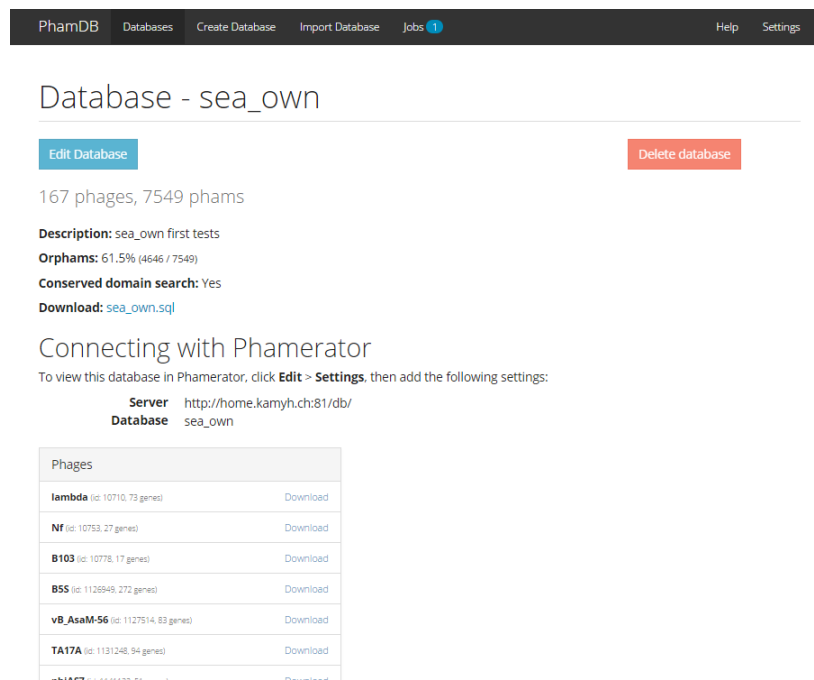 PhamDB Databases Create Database Import Database Jobs 1 Help Settings
Database - sea_own
Edit Database Delete database
167 phages, 7549 phams
Description: sea_own first tests
Orphams: 61.5% (4646 / 7549)
Conserved domain search: Yes
Download: sea_own.sql
Connecting with Phamerator
To view this database in Phamerator, click Edit > Settings, then add the following settings:
Server http://home.kamyh.ch:81/db/
Database sea_own
Phages
lambda (id: 10710, 73 genes) Download
Nf (id: 10753, 27 genes) Download
B103 (id: 10778, 17 genes) Download
B5S (id: 1126949, 272 genes) Download
vB_AsaM-56 (id: 1127514, 83 genes) Download
TA17A (id: 1131248, 94 genes) Download